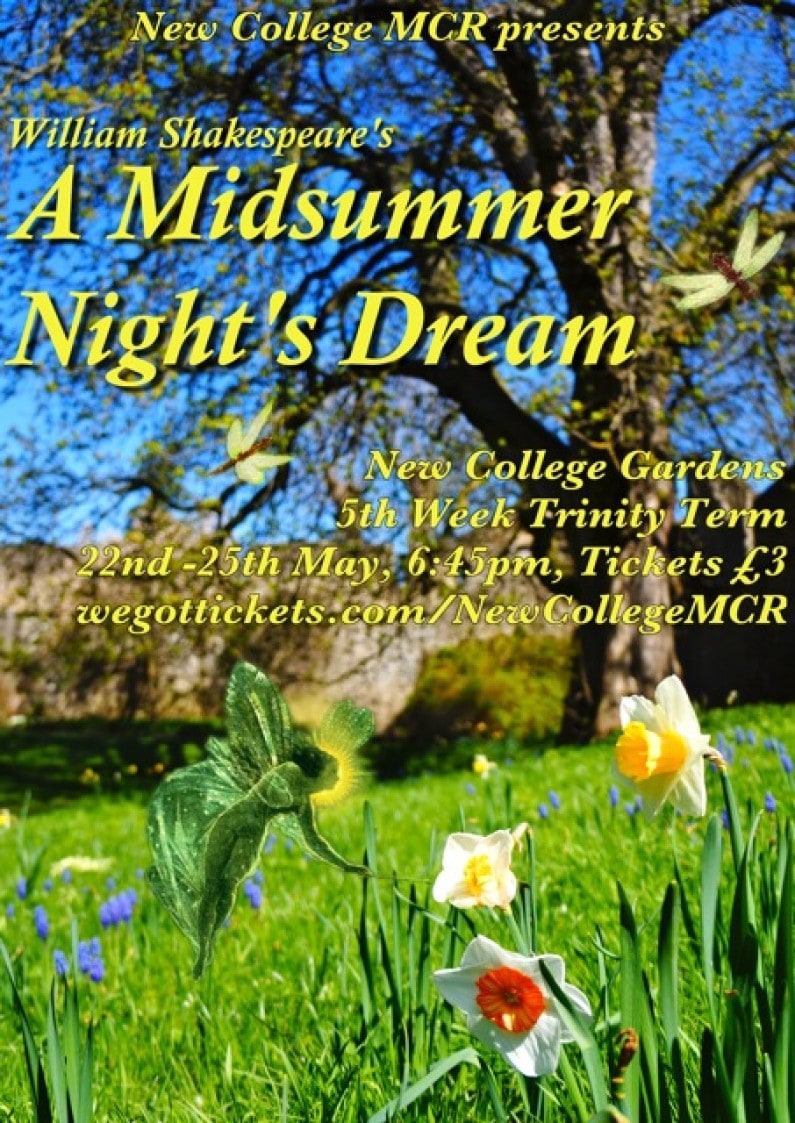 New College MCR presents
William Shakespeare's
A Midsummer
Night's Dream
New College Gardens
5th Week Trinity Term
22nd -25th May, 6:45pm, Tickets £3
wegottickets.com/NewCollegeMCR